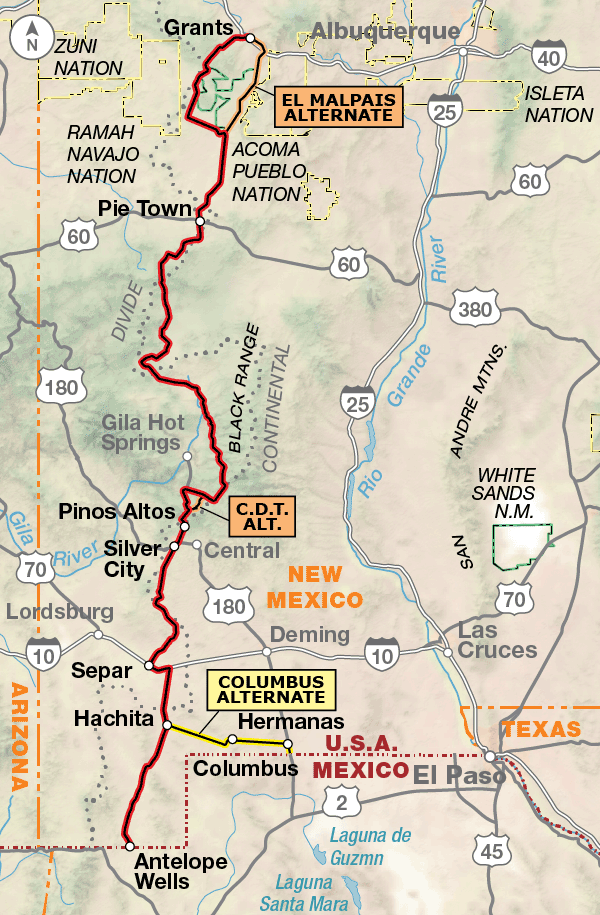 Grants
Albuquerque
N
ZUNI
NATION
40
EL MALPAIS
ALTERNATE
25
ISLETA
NATION
RAMAH
NAVAJO
NATION
ACOMA
PUEBLO
NATION
60
Pie Town
60
60
River
DIVIDE
380
BLACK RANGE
CONTINENTAL
ANDRE MTNS.
180
Grande
25
Gila Hot
Springs
WHITE
SANDS
N.M.
Rio
Pinos Altos
C.D.T.
ALT.
Gila
River
Silver
City
Central
SAN
70
NEW
MEXICO
70
Lordsburg
180
Deming
Las
Cruces
10
10
Separ
COLUMBUS
ALTERNATE
ARIZONA
Hachita
Hermanas
TEXAS
U.S.A.
Columbus
MEXICO
El Paso
2
Laguna de
Guzmn
45
Antelope
Wells
Laguna
Santa Mara